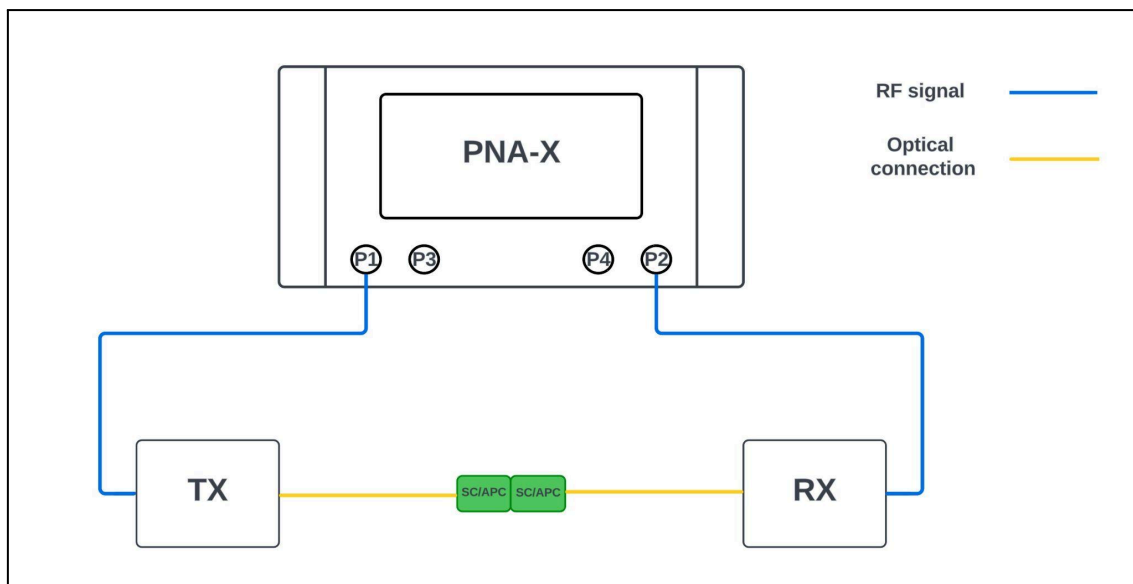 RF signal
PNA-X
Optical
connection
P1 P3 P4 P2
TX SC/APC SC/APC RX